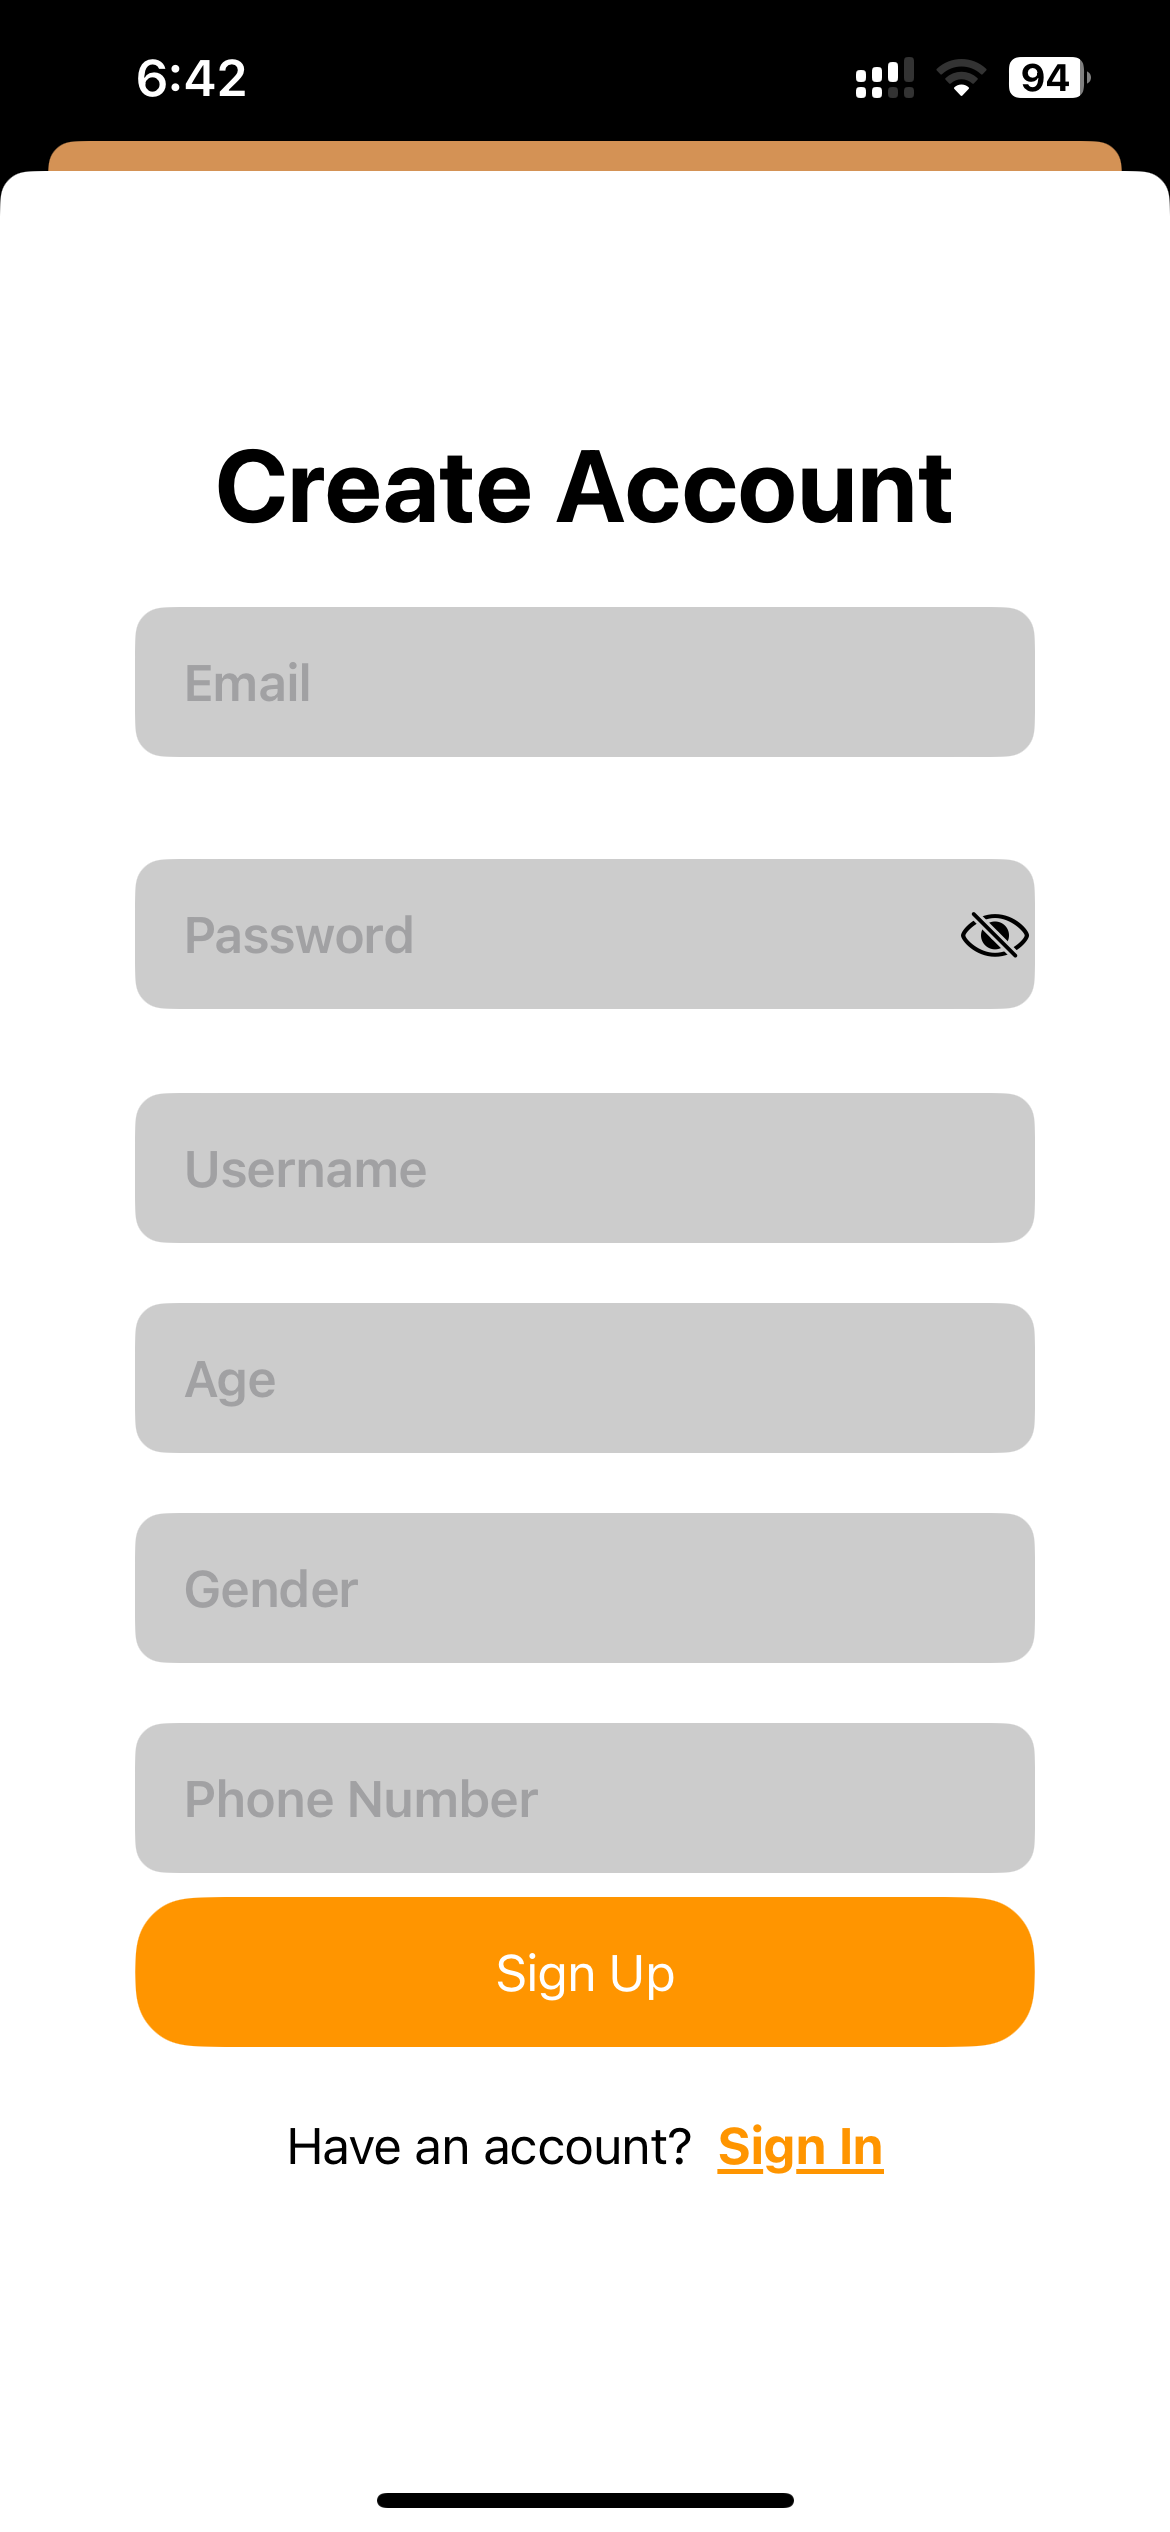 6:42
94
Create Account
Email
Password
Username
Age
Gender
Phone Number
Sign Up
Have an account? Sign In